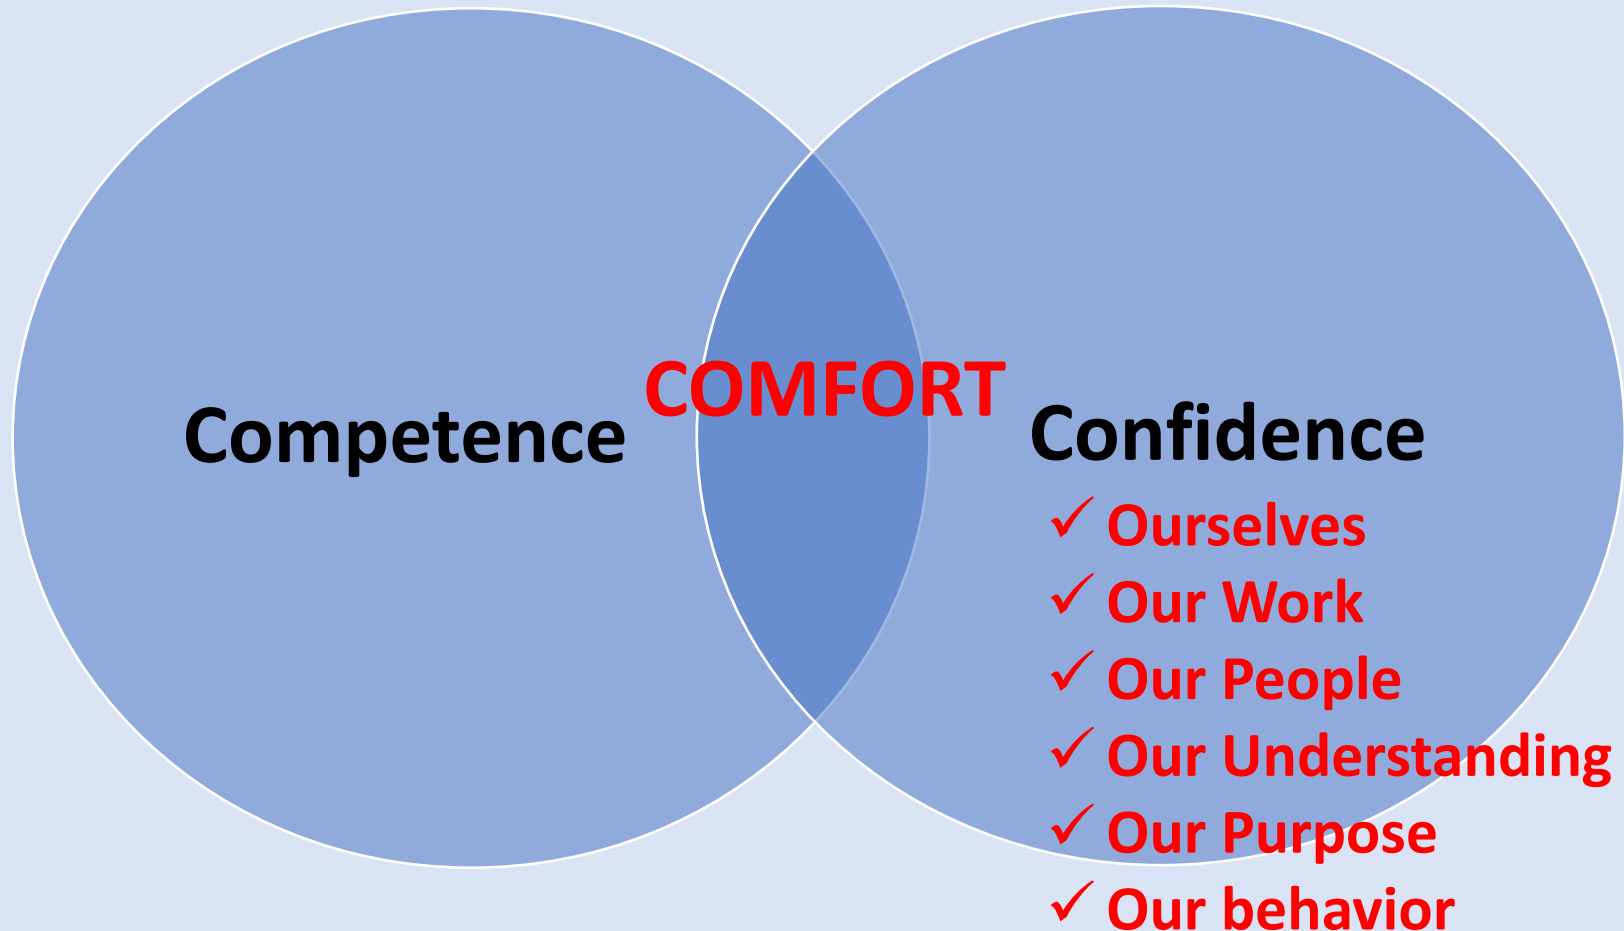 COMFORT
Competence
Confidence
✓ Ourselves
✓ Our Work
✓ Our People
✓ Our Understanding
✓ Our Purpose
✓ Our behavior